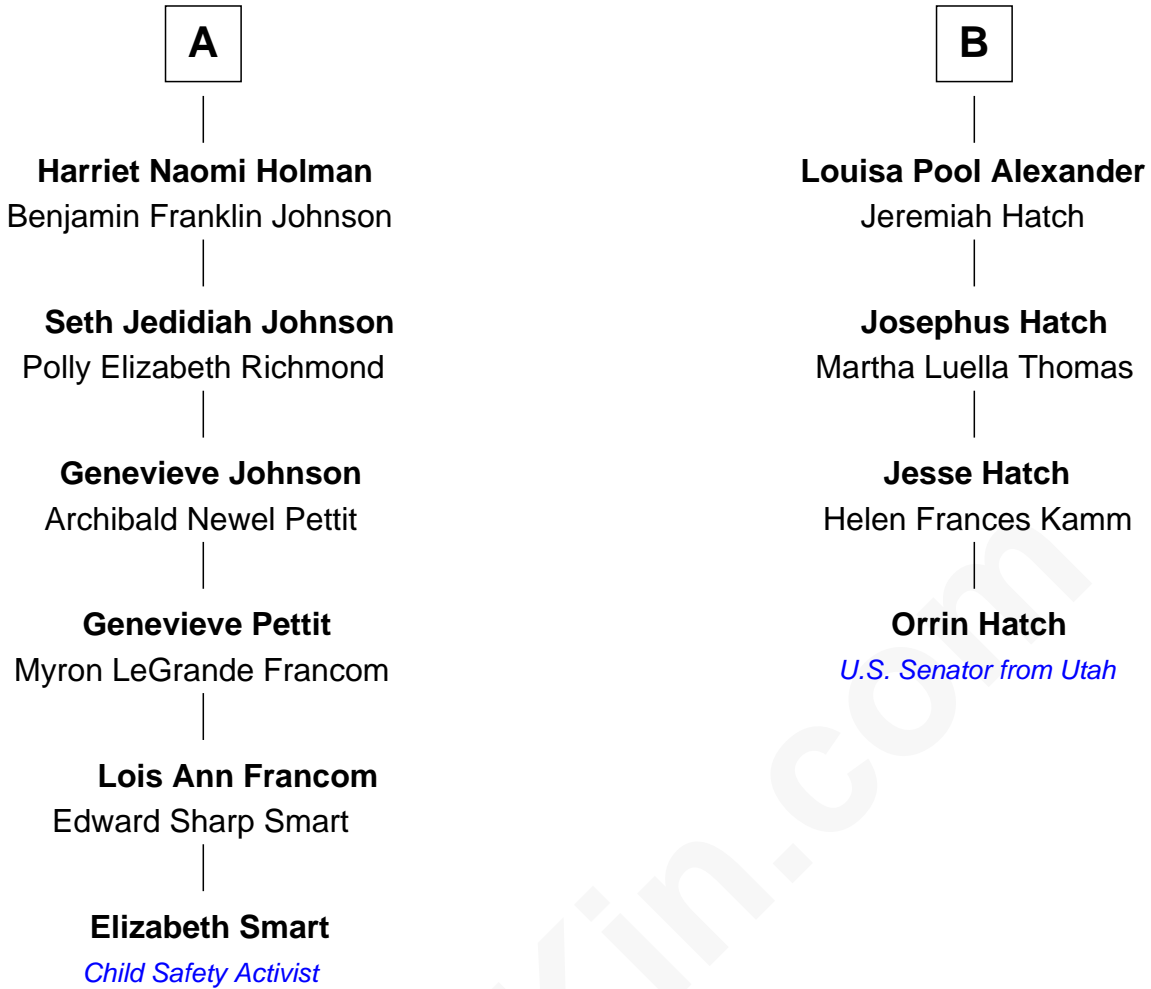 A
B
Harriet Naomi Holman
Benjamin Franklin Johnson
Louisa Pool Alexander
Jeremiah Hatch
Seth Jedidiah Johnson
Polly Elizabeth Richmond
Josephus Hatch
Martha Luella Thomas
Genevieve Johnson
Archibald Newel Pettit
Jesse Hatch
Helen Frances Kamm
Genevieve Pettit
Myron LeGrande Francom
Orrin Hatch
U.S. Senator from Utah
Lois Ann Francom
Edward Sharp Smart
Elizabeth Smart
Child Safety Activist
Kin.com